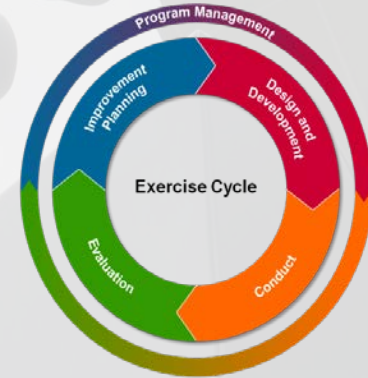 Program Management
Improvement
Planning
Design and
Development
Exercise Cycle
Evaluation
Conduct